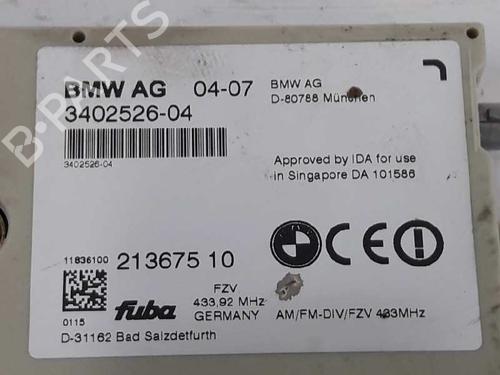 B-PARTS
BMW AG 04-07
3402526-04
3402526-04
BMW AG
D-80788 München
Approved by IDA for use
in Singapore DA 101586
11836100 213675 10
0115
fuba
FZV
433,92 MHz
GERMANY
CE
AM/FM-DIV/FZV 433MHz
D-31162 Bad Salzdetfurth